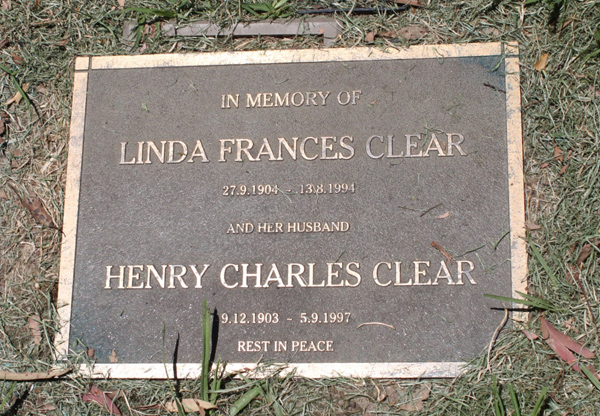 IN MEMORY OF
LINDA FRANCES CLEAR
27.9.1904 - 13.8.1994
AND HER HUSBAND
HENRY CHARLES CLEAR
9.12.1903 - 5.9.1997
REST IN PEACE